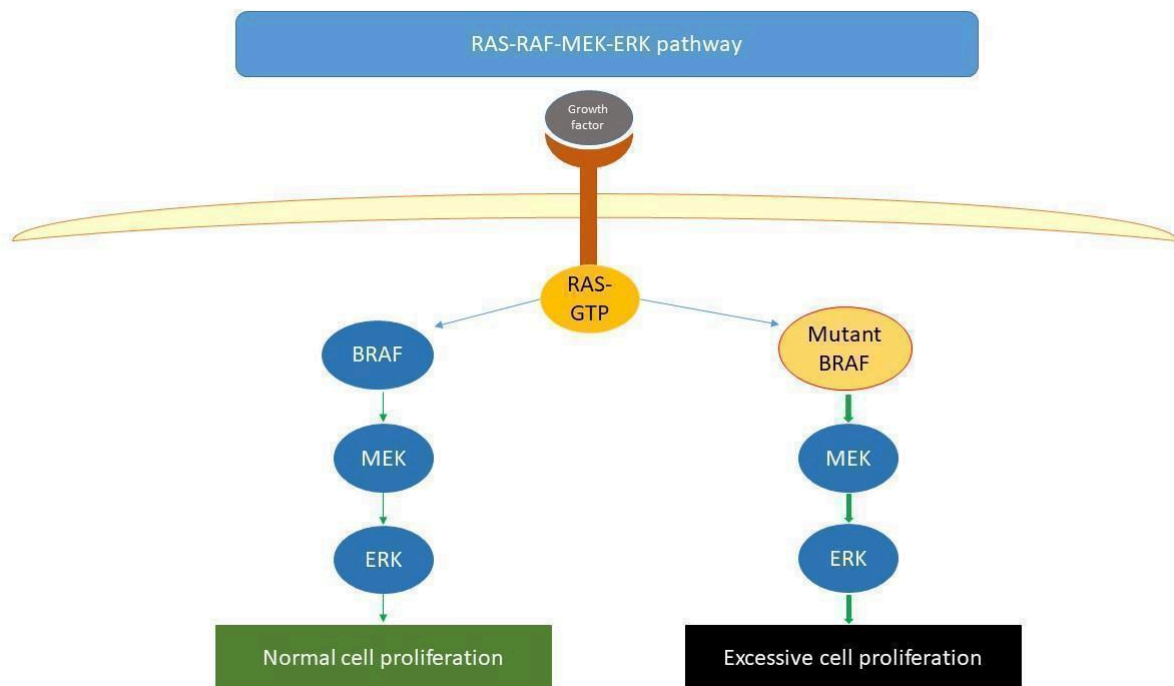 RAS-RAF-MEK-ERK pathway
Growth
factor
RAS-
GTP
BRAF
Mutant
BRAF
MEK
MEK
ERK
ERK
Normal cell proliferation
Excessive cell proliferation